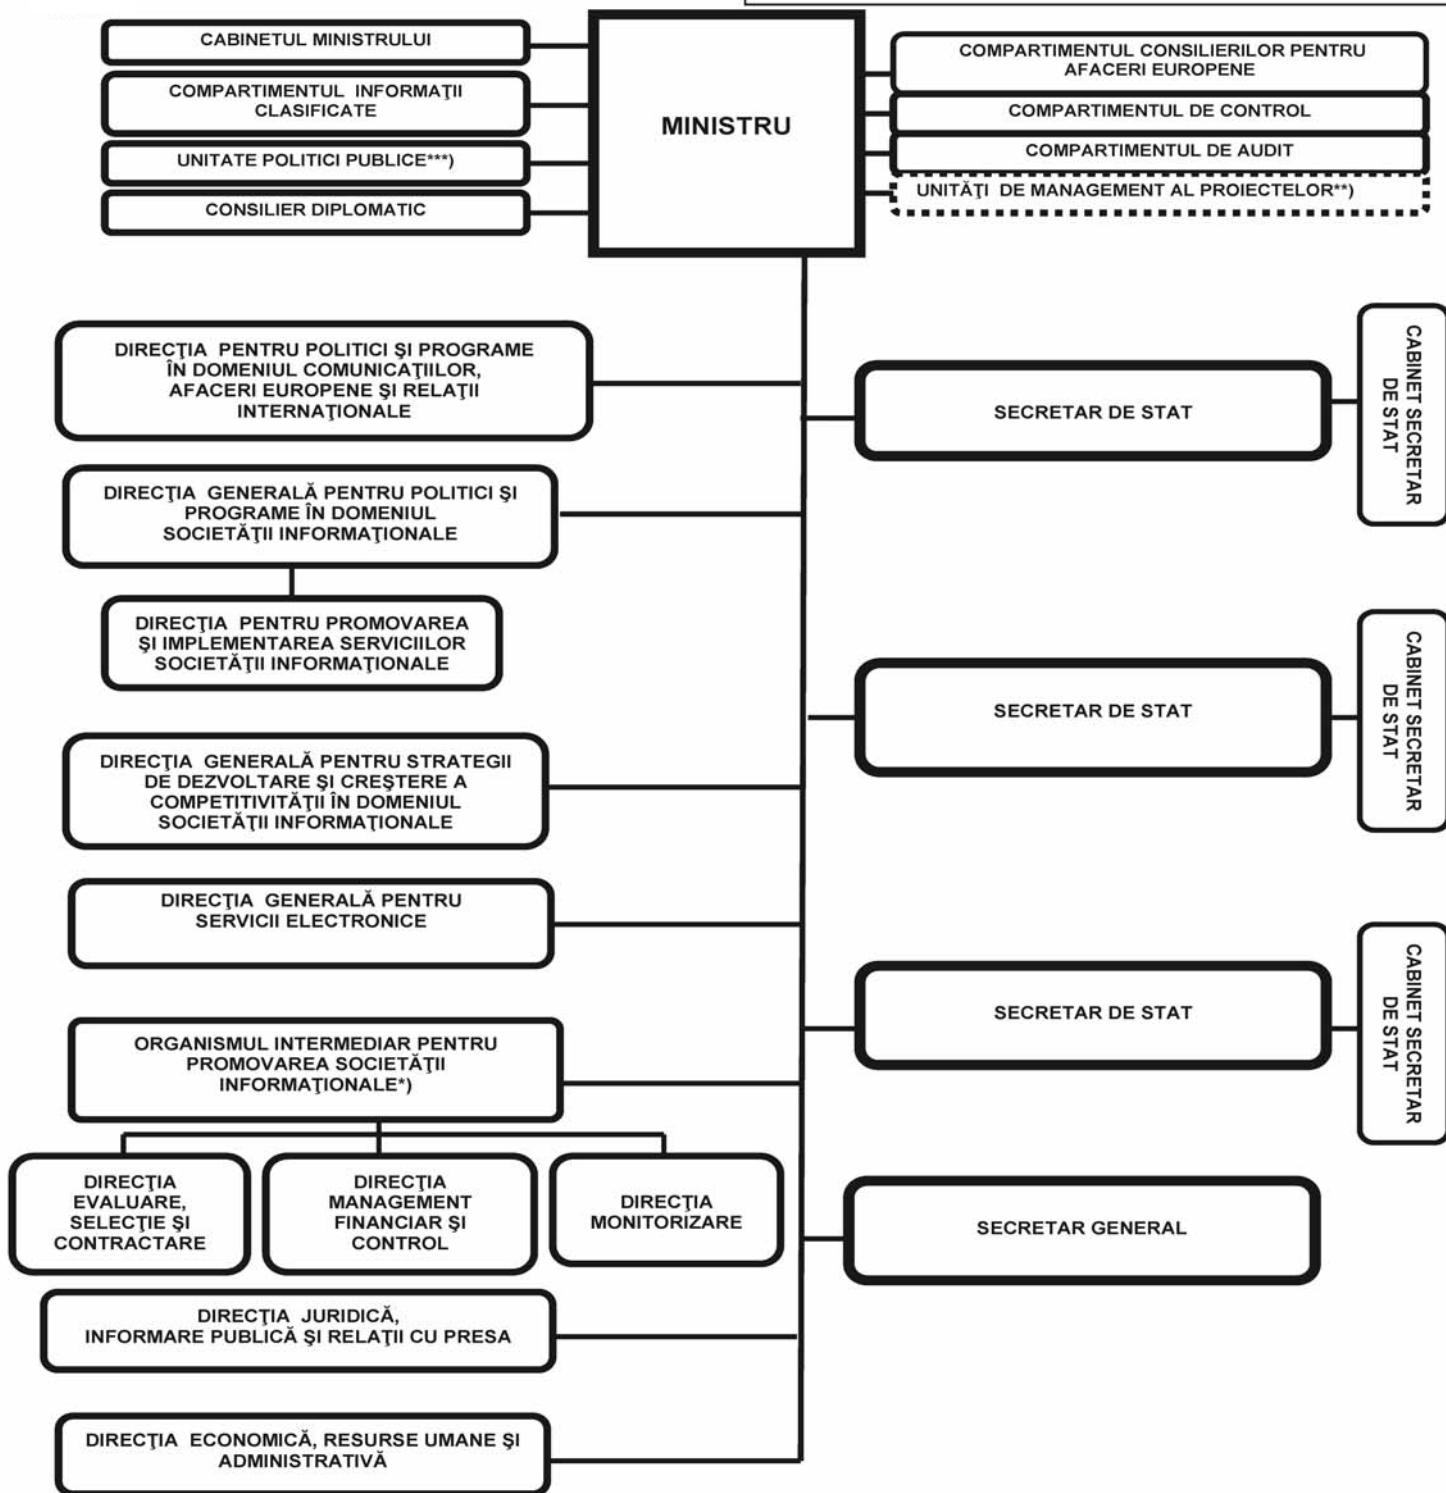 CABINETUL MINISTRULUI
COMPARTIMENTUL INFORMAŢII
CLASIFICATE
UNITATE POLITICI PUBLICE***)
CONSILIER DIPLOMATIC
MINISTRU
COMPARTIMENTUL CONSILIERILOR PENTRU
AFACERI EUROPENE
COMPARTIMENTUL DE CONTROL
COMPARTIMENTUL DE AUDIT
UNITĂŢI DE MANAGEMENT AL PROIECTELOR**)
DIRECŢIA PENTRU POLITICI ŞI PROGRAME
ÎN DOMENIUL COMUNICAŢIILOR,
AFACERI EUROPENE ŞI RELAŢII
INTERNAŢIONALE
SECRETAR DE STAT
CABINET SECRETAR
DE STAT
DIRECŢIA GENERALĂ PENTRU POLITICI ŞI
PROGRAME ÎN DOMENIUL
SOCIETĂŢII INFORMAŢIONALE
DIRECŢIA PENTRU PROMOVAREA
ŞI IMPLEMENTAREA SERVICIILOR
SOCIETĂŢII INFORMAŢIONALE
SECRETAR DE STAT
CABINET SECRETAR
DE STAT
DIRECŢIA GENERALĂ PENTRU STRATEGII
DE DEZVOLTARE ŞI CREŞTERE A
COMPETITIVITĂŢII ÎN DOMENIUL
SOCIETĂŢII INFORMAŢIONALE
DIRECŢIA GENERALĂ PENTRU
SERVICII ELECTRONICE
SECRETAR DE STAT
CABINET SECRETAR
DE STAT
ORGANISMUL INTERMEDIAR PENTRU
PROMOVAREA SOCIETĂŢII
INFORMAŢIONALE*)
DIRECŢIA
EVALUARE,
SELECŢIE ŞI
CONTRACTARE
DIRECŢIA
MANAGEMENT
FINANCIAR ŞI
CONTROL
DIRECŢIA
MONITORIZARE
SECRETAR GENERAL
DIRECŢIA JURIDICĂ,
INFORMARE PUBLICĂ ŞI RELAŢII CU PRESA
DIRECŢIA ECONOMICĂ, RESURSE UMANE ŞI
ADMINISTRATIVĂ